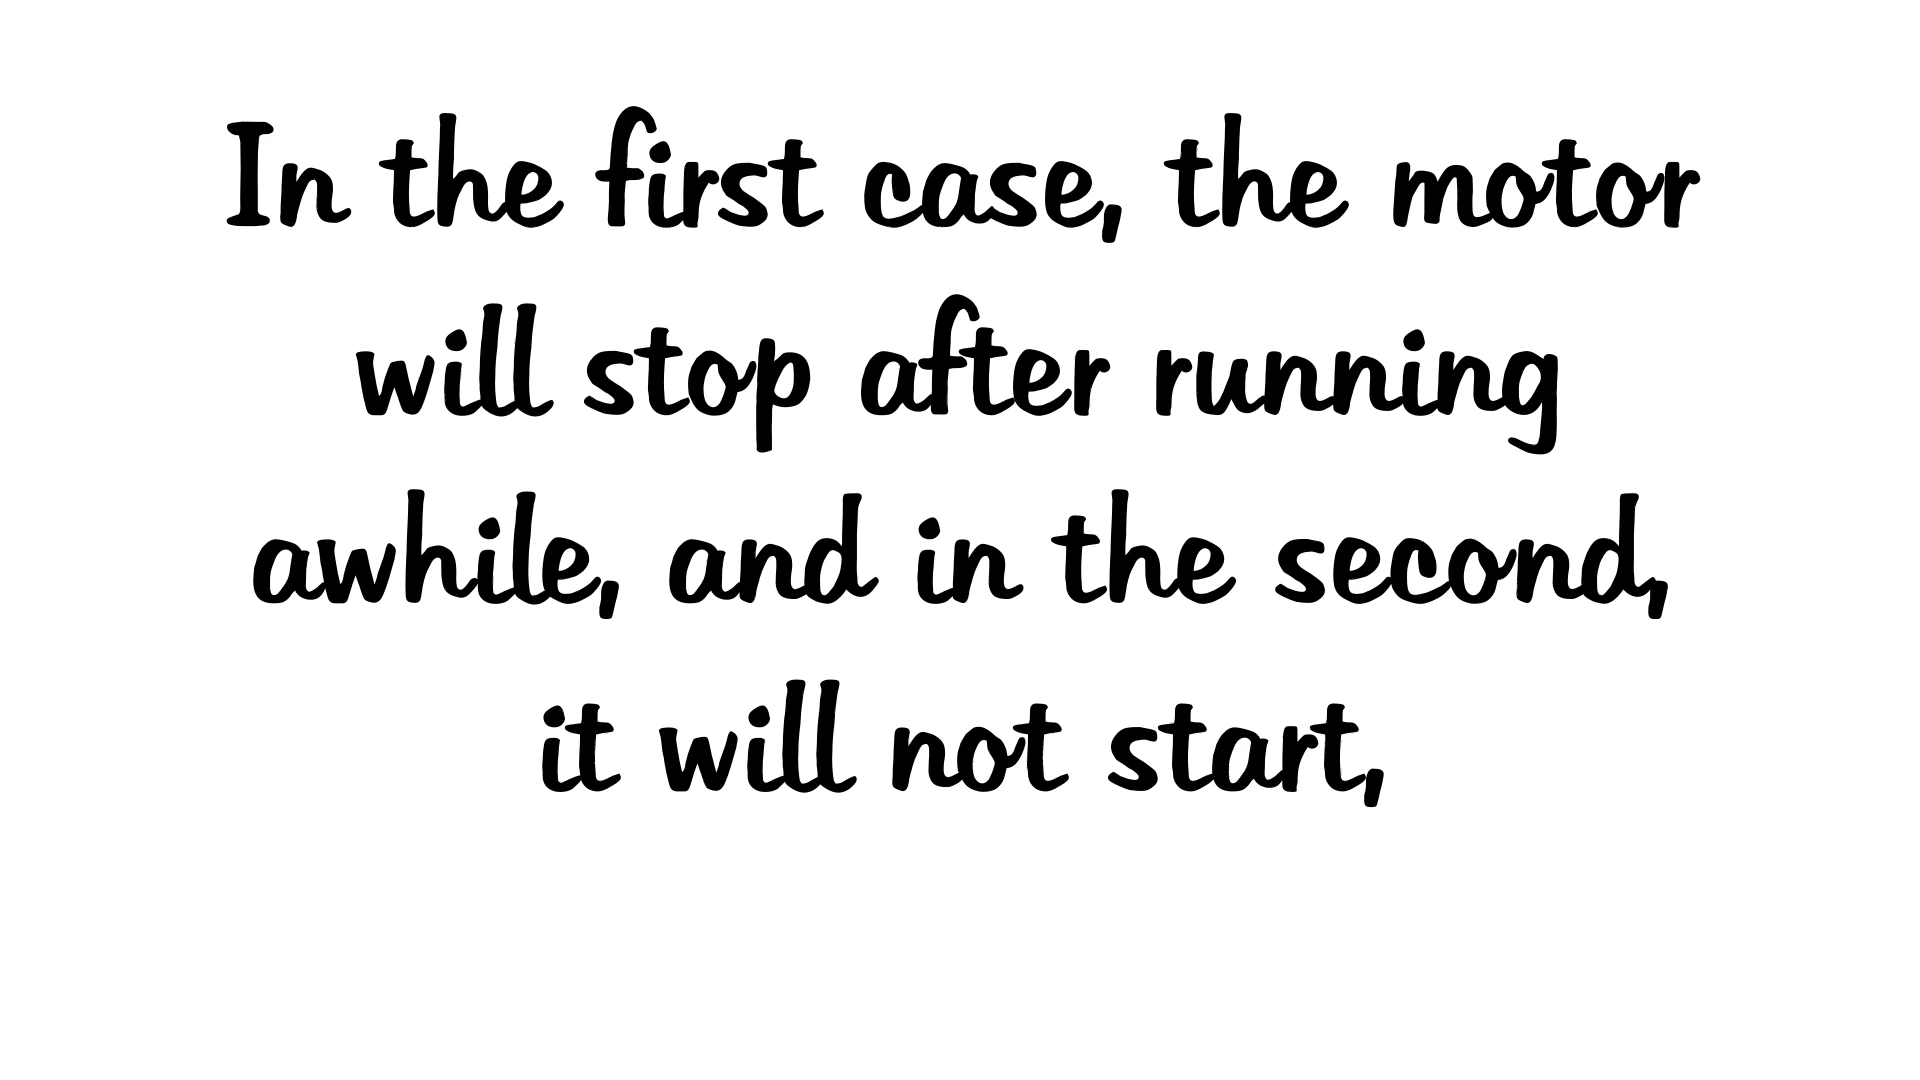 In the first case, the motor
will stop after running
awhile, and in the second,
it will not start,